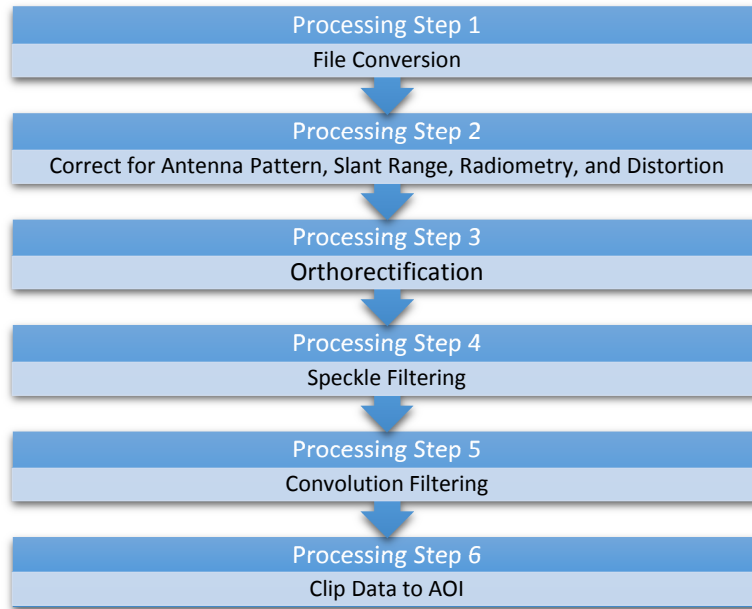 Processing Step 1
File Conversion
Processing Step 2
Correct for Antenna Pattern, Slant Range, Radiometry, and Distortion
Processing Step 3
Orthorectification
Processing Step 4
Speckle Filtering
Processing Step 5
Convolution Filtering
Processing Step 6
Clip Data to AOI